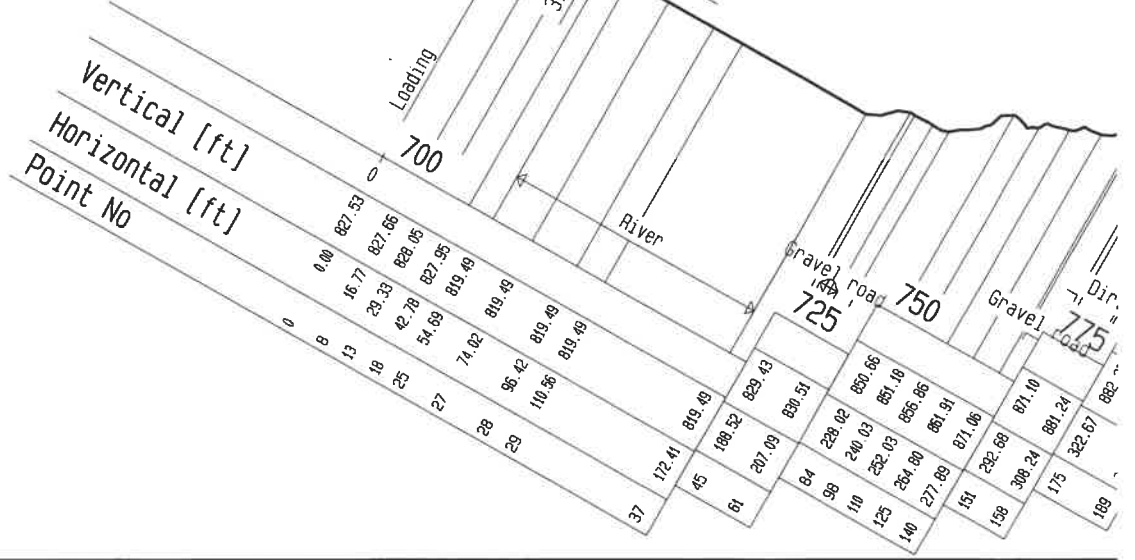 Loading
700
River
Gravel road
725
750
Gravel road
775
Vertical [ft]
0 827.53 827.66 828.05 827.95 819.49 819.49 819.49 819.49 819.49 829.43 830.51 850.66 851.18 856.86 861.91 871.06 871.10 881.24 882
Horizontal [ft]
0.00 16.77 29.33 42.78 54.69 74.02 96.42 110.56 172.41 188.52 207.09 228.02 240.03 252.03 264.80 277.89 292.68 308.24 322.67
Point No
0 8 13 18 25 27 28 29 37 45 61 84 98 110 125 140 151 158 175 189